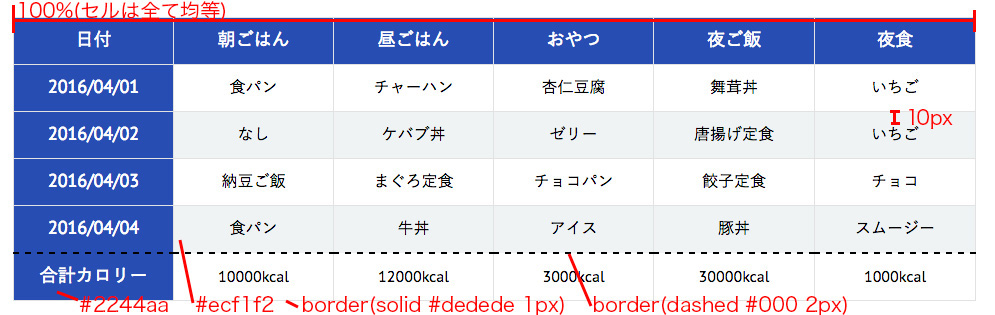 100%(セルは全て均等)
日付 朝ごはん 昼ごはん おやつ 夜ご飯 夜食
2016/04/01 食パン チャーハン 杏仁豆腐 舞茸丼 いちご
10px
2016/04/02 なし ケバブ丼 ゼリー 唐揚げ定食 いちご
2016/04/03 納豆ご飯 まぐろ定食 チョコパン 餃子定食 チョコ
2016/04/04 食パン 牛丼 アイス 豚丼 スムージー
合計カロリー 10000kcal 12000kcal 3000kcal 30000kcal 1000kcal
#2244aa #ecf1f2 border(solid #dedede 1px) border(dashed #000 2px)